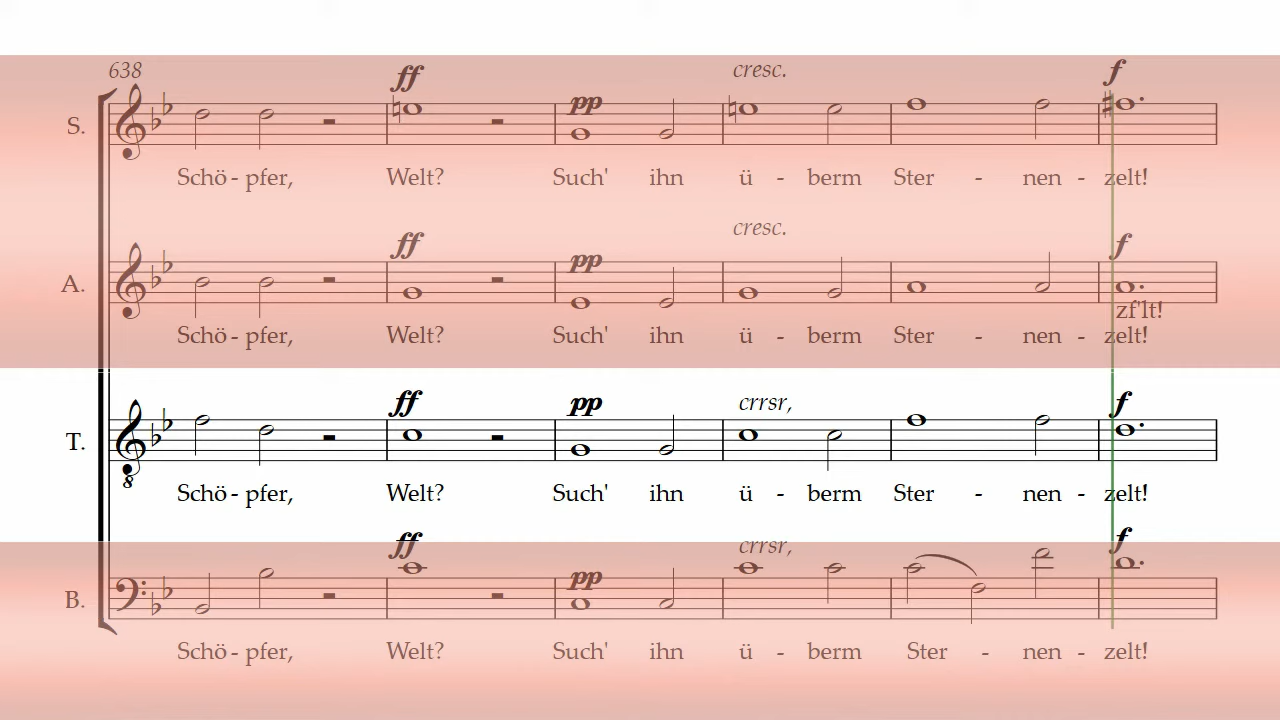 638
ff pp cresc. f
S.
Schö - pfer, Welt? Such' ihn ü - berm Ster - nen - zelt!
ff pp cresc. f
A.
zf'lt!
Schö - pfer, Welt? Such' ihn ü - berm Ster - nen - zelt!
ff pp crrsr, f
T.
8
Schö - pfer, Welt? Such' ihn ü - berm Ster - nen - zelt!
ff pp crrsr, f
B.
Schö - pfer, Welt? Such' ihn ü - berm Ster - nen - zelt!